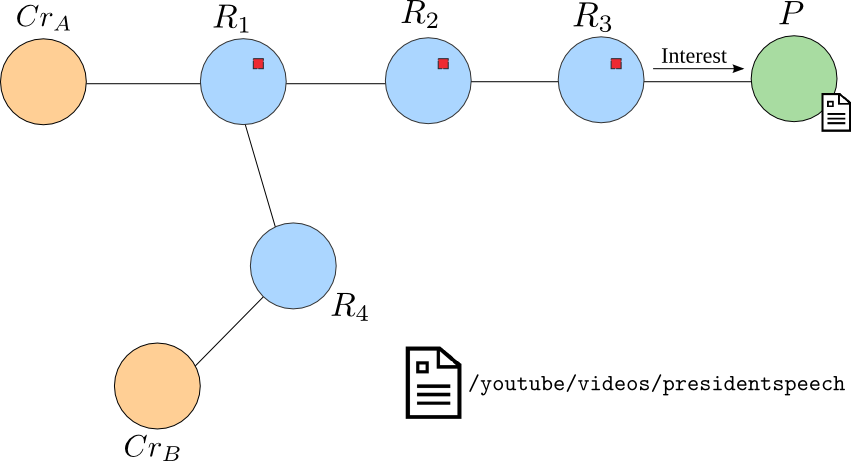 Cr_A
R_1
R_2
R_3
Interest
P
R_4
/youtube/videos/presidentspeech
Cr_B